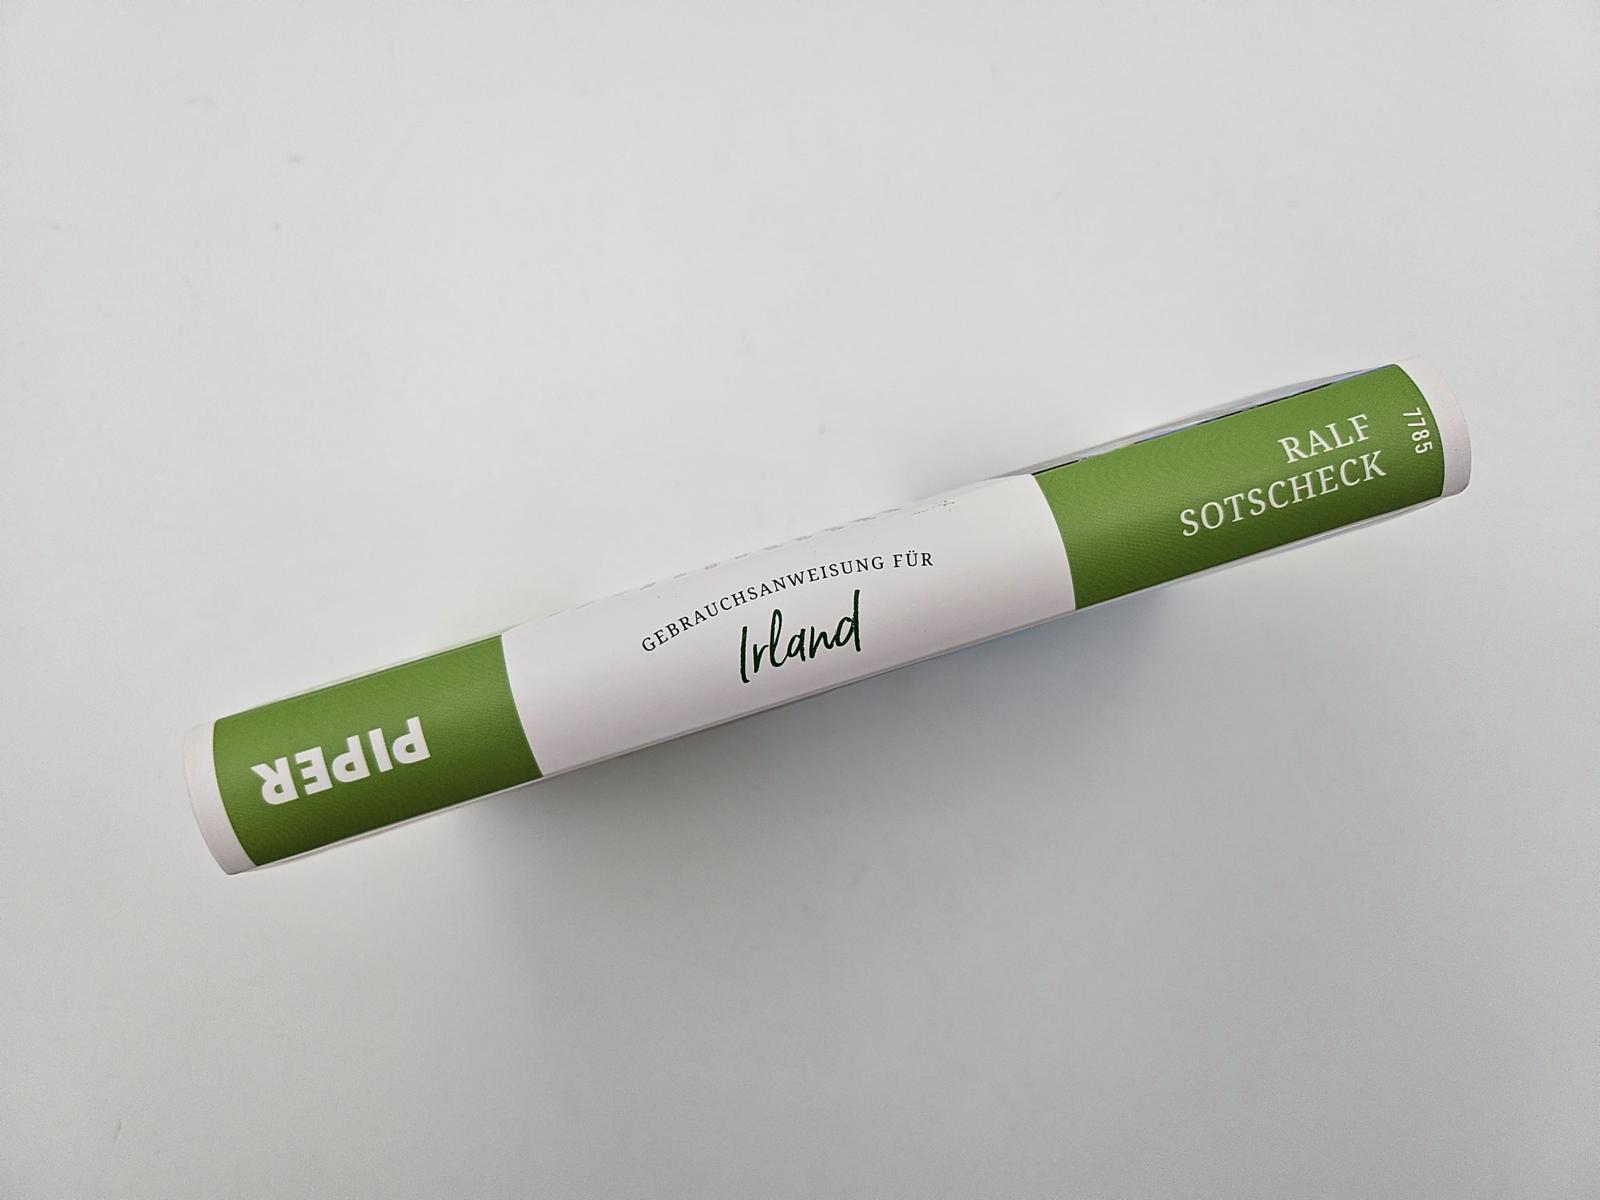 PIPER
GEBRAUCHSANWEISUNG FÜR
Irland
RALF
SOTSCHECK
7785